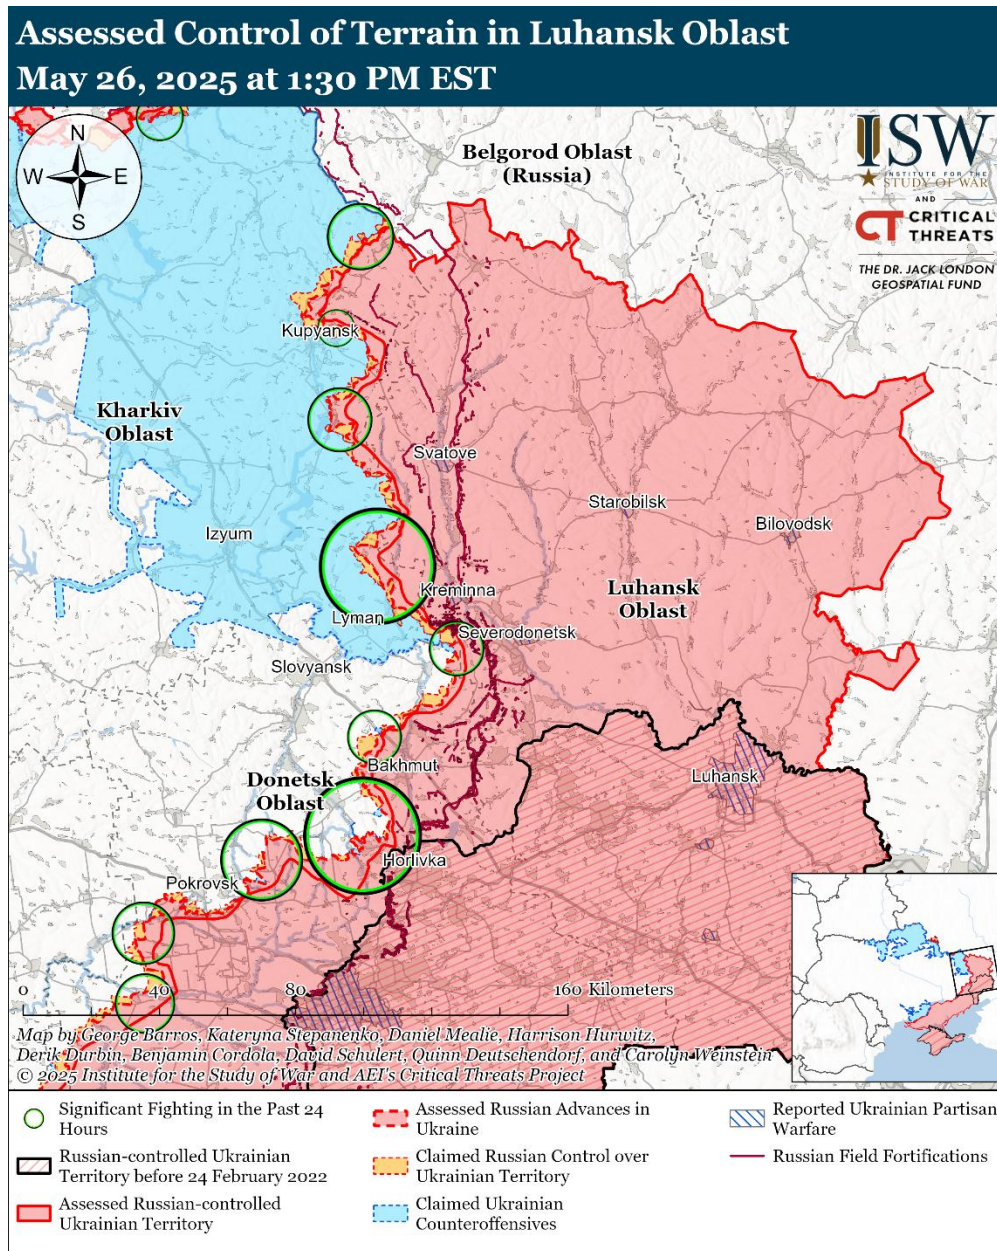 Assessed Control of Terrain in Luhansk Oblast
May 26, 2025 at 1:30 PM EST
N
W E
S
Belgorod Oblast
(Russia)
ISW
INSTITUTE FOR THE
STUDY OF WAR
AND
CT CRITICAL
THREATS
THE DR. JACK LONDON
GEOSPATIAL FUND
Kupyansk
Kharkiv
Oblast
Svatove
Starobilsk
Bilovodsk
Izyum
Kreminna
Luhansk
Oblast
Lyman
Severodonetsk
Slovyansk
Bakhmut
Donetsk
Oblast
Luhansk
Horlivka
Pokrovsk
0 40 80 160 Kilometers
Map by George Barros, Kateryna Stepanenko, Daniel Mealie, Harrison Hurwitz,
Derik Durbin, Benjamin Cordola, David Schulert, Quinn Deutschendorf, and Carolyn Weinstein
© 2025 Institute for the Study of War and AEI's Critical Threats Project
Significant Fighting in the Past 24
Hours
Russian-controlled Ukrainian
Territory before 24 February 2022
Assessed Russian-controlled
Ukrainian Territory
Assessed Russian Advances in
Ukraine
Claimed Russian Control over
Ukrainian Territory
Claimed Ukrainian
Counteroffensives
Reported Ukrainian Partisan
Warfare
Russian Field Fortifications